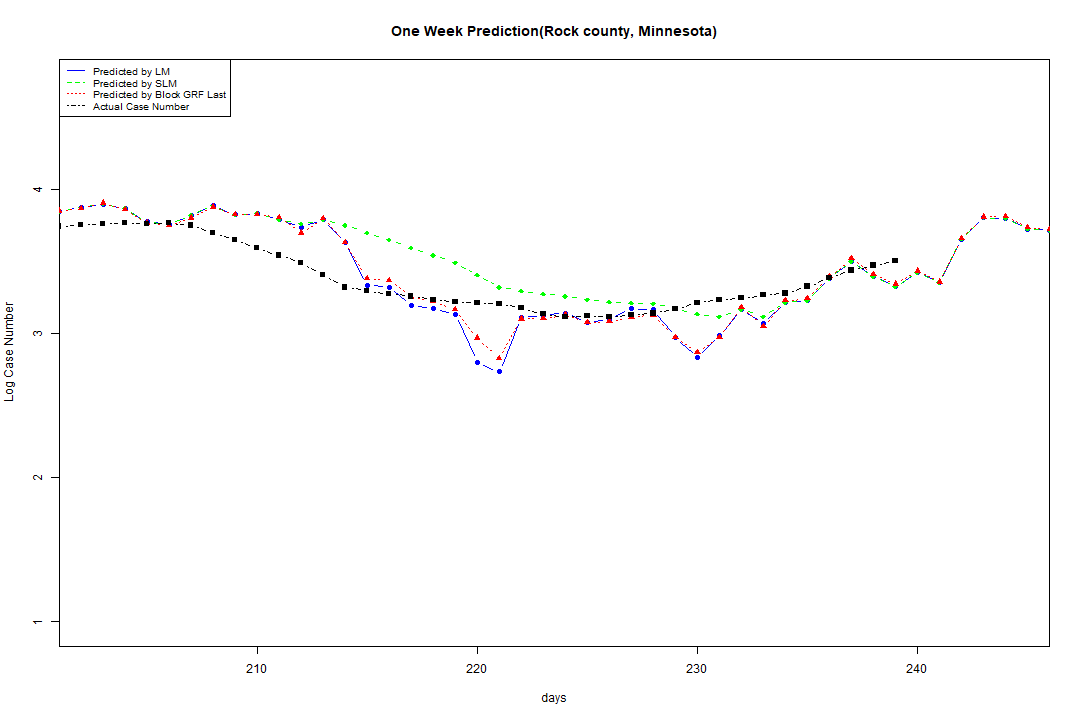 One Week Prediction(Rock county, Minnesota)
Predicted by LM
Predicted by SLM
Predicted by Block GRF Last
Actual Case Number
4
3
2
1
Log Case Number
210 220 230 240
days